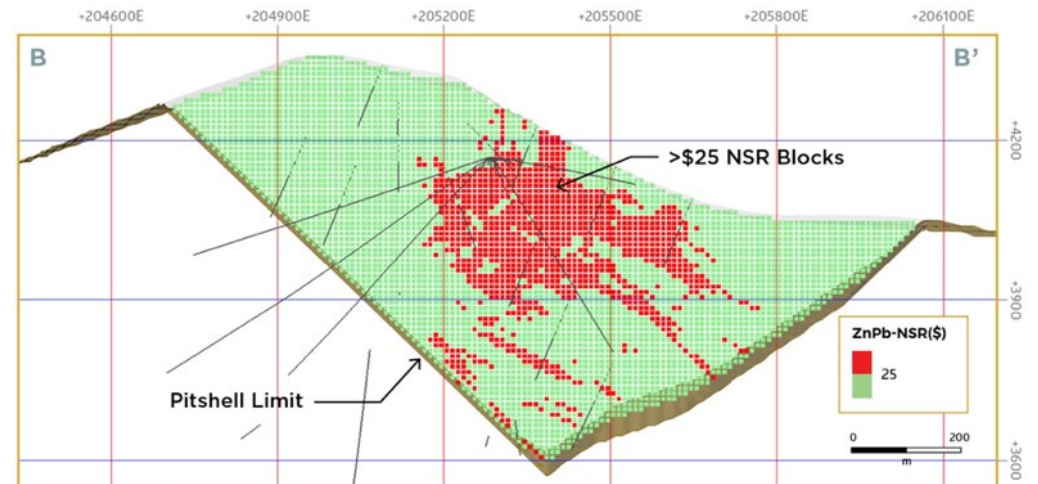 +204600E +204900E +205200E +205500E +205800E +206100E
B B’
+4200
>$25 NSR Blocks
+3900
ZnPb-NSR($)
25
Pitshell Limit
0 200
m
+3600